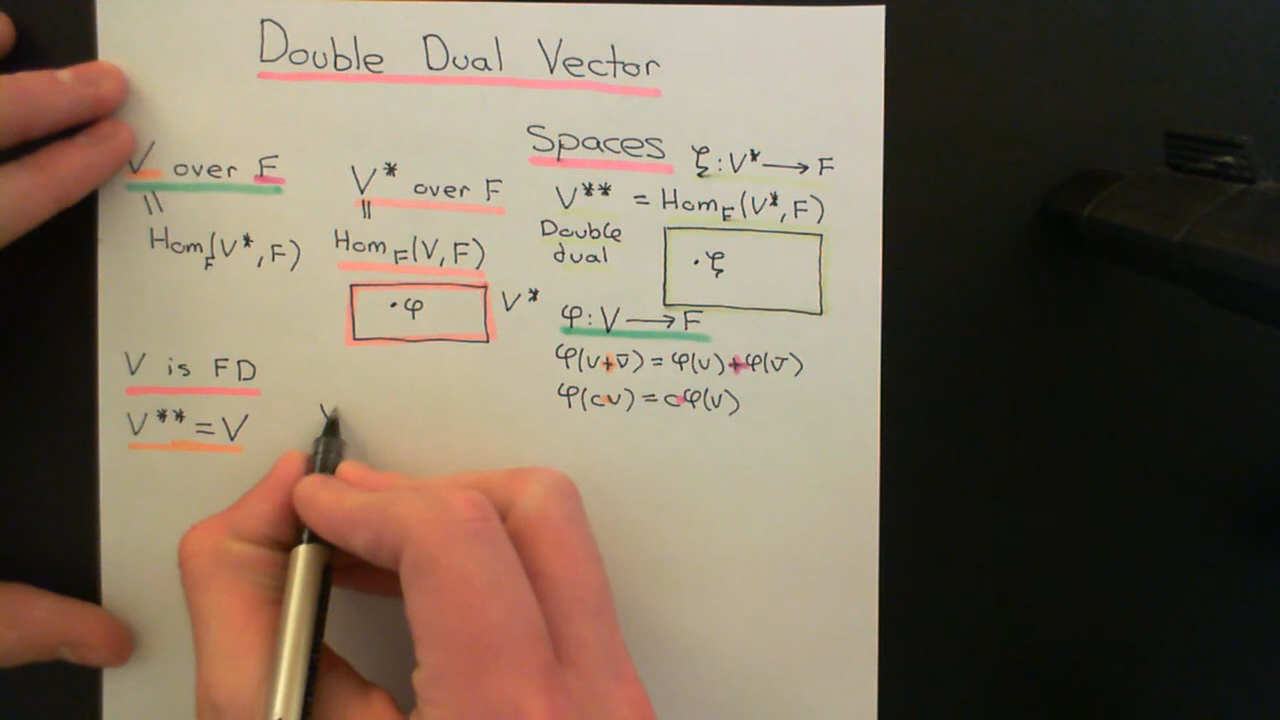 Double Dual Vector
Spaces
V over F
||
Hom_F(V*, F)
V* over F
||
Hom_F(V, F)
·φ
V*
ξ: V* ⟶ F
V** = Hom_F(V*, F)
Double
dual
·ξ
φ: V ⟶ F
φ(v+v̄) = φ(v)+φ(v̄)
φ(cv) = cφ(v)
V is FD
V** = V